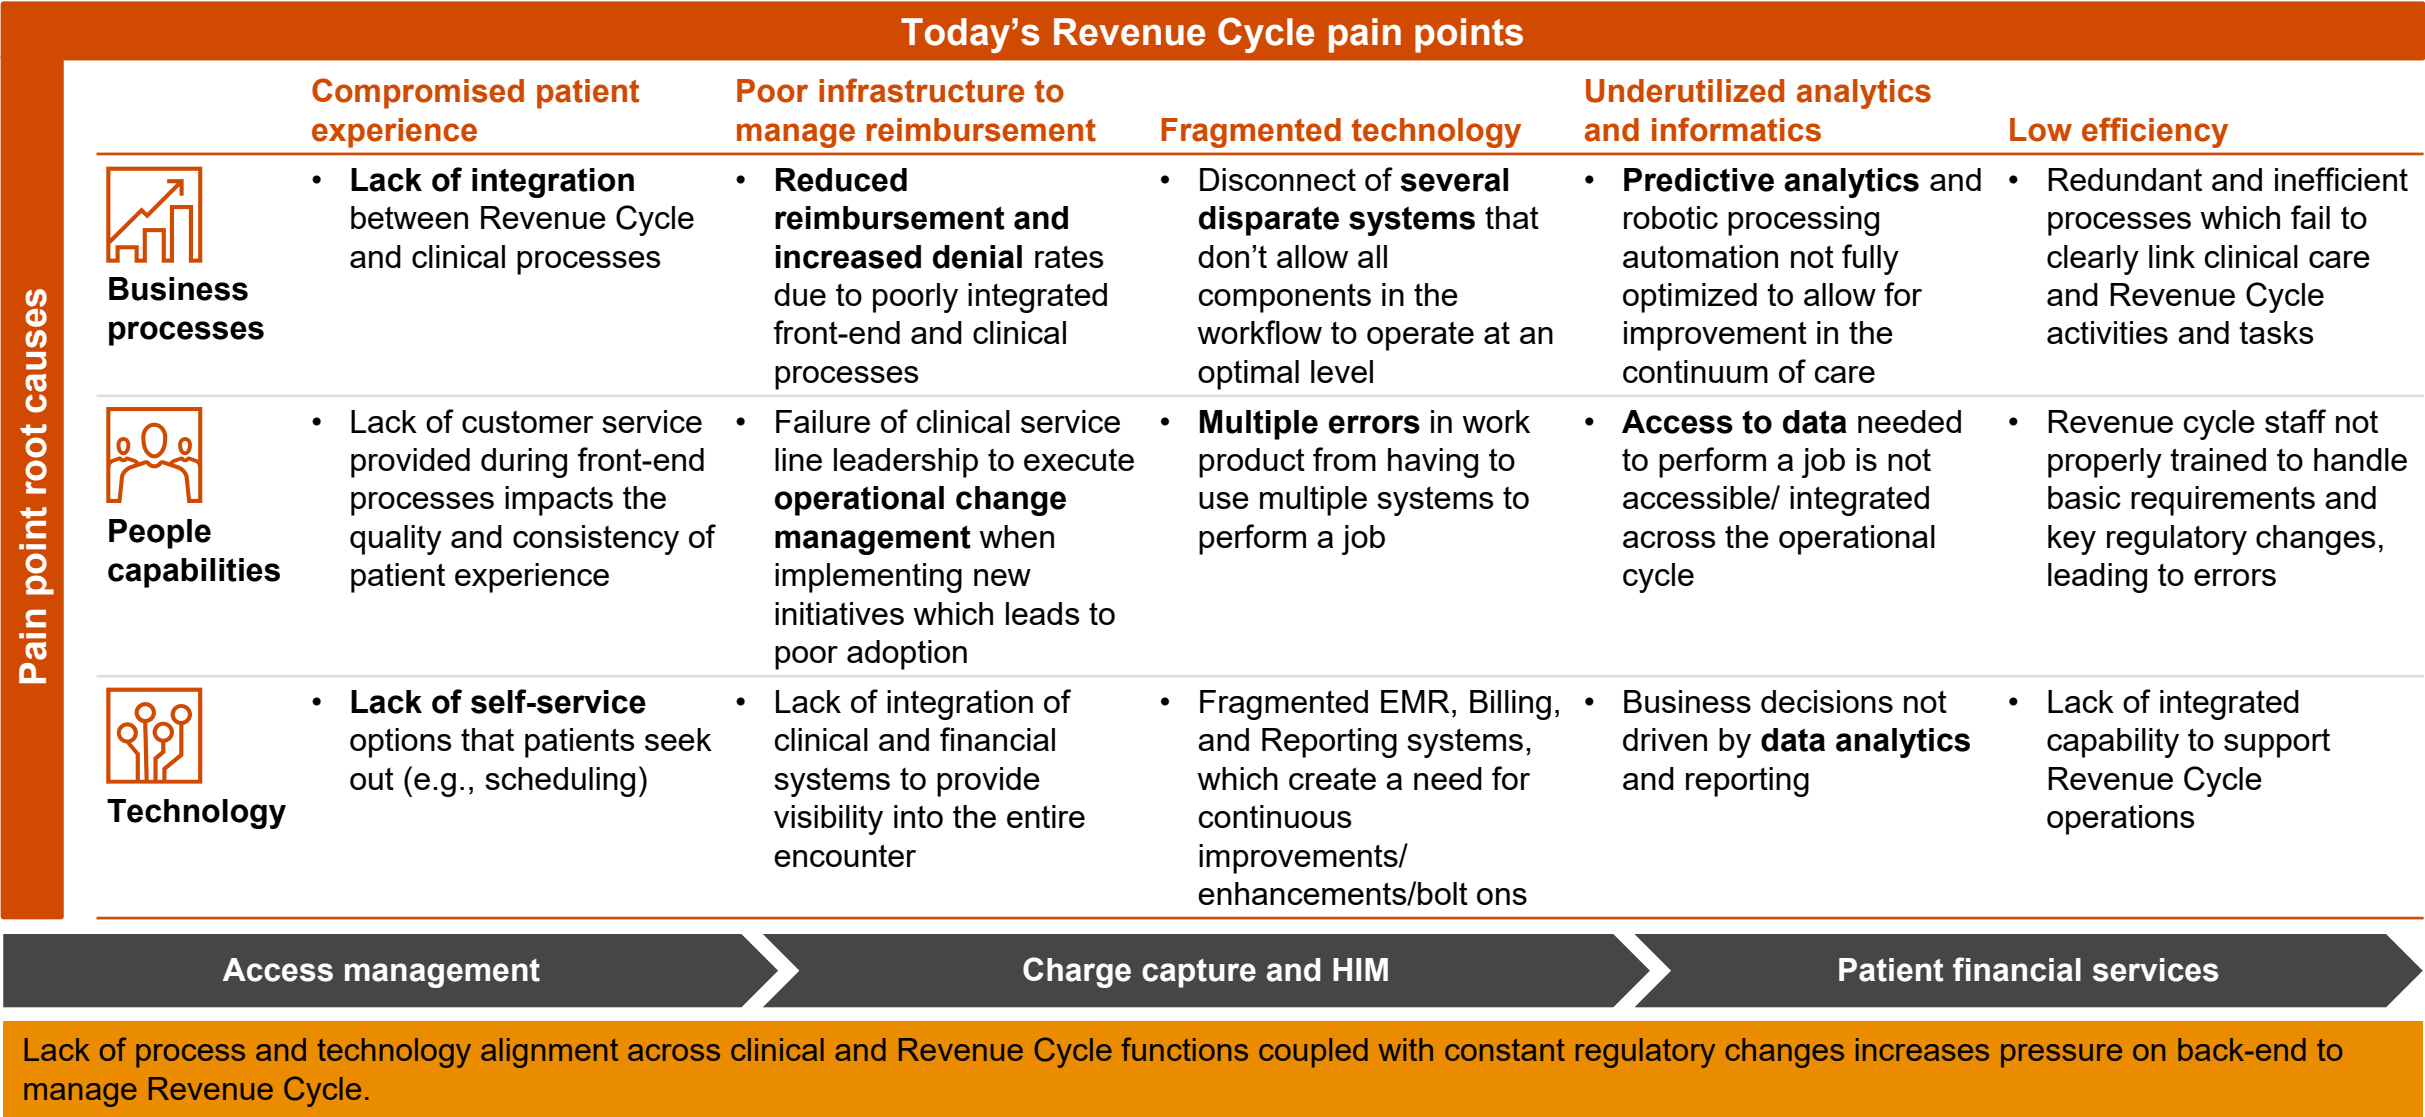 Today’s Revenue Cycle pain points
Pain point root causes
Compromised patient
experience
Poor infrastructure to
manage reimbursement
Fragmented technology
Underutilized analytics
and informatics
Low efficiency
Business
processes
• Lack of integration
between Revenue Cycle
and clinical processes
• Reduced
reimbursement and
increased denial rates
due to poorly integrated
front-end and clinical
processes
• Disconnect of several
disparate systems that
don’t allow all
components in the
workflow to operate at an
optimal level
• Predictive analytics and
robotic processing
automation not fully
optimized to allow for
improvement in the
continuum of care
• Redundant and inefficient
processes which fail to
clearly link clinical care
and Revenue Cycle
activities and tasks
People
capabilities
• Lack of customer service
provided during front-end
processes impacts the
quality and consistency of
patient experience
• Failure of clinical service
line leadership to execute
operational change
management when
implementing new
initiatives which leads to
poor adoption
• Multiple errors in work
product from having to
use multiple systems to
perform a job
• Access to data needed
to perform a job is not
accessible/ integrated
across the operational
cycle
• Revenue cycle staff not
properly trained to handle
basic requirements and
key regulatory changes,
leading to errors
Technology
• Lack of self-service
options that patients seek
out (e.g., scheduling)
• Lack of integration of
clinical and financial
systems to provide
visibility into the entire
encounter
• Fragmented EMR, Billing,
and Reporting systems,
which create a need for
continuous
improvements/
enhancements/bolt ons
• Business decisions not
driven by data analytics
and reporting
• Lack of integrated
capability to support
Revenue Cycle
operations
Access management
Charge capture and HIM
Patient financial services
Lack of process and technology alignment across clinical and Revenue Cycle functions coupled with constant regulatory changes increases pressure on back-end to
manage Revenue Cycle.